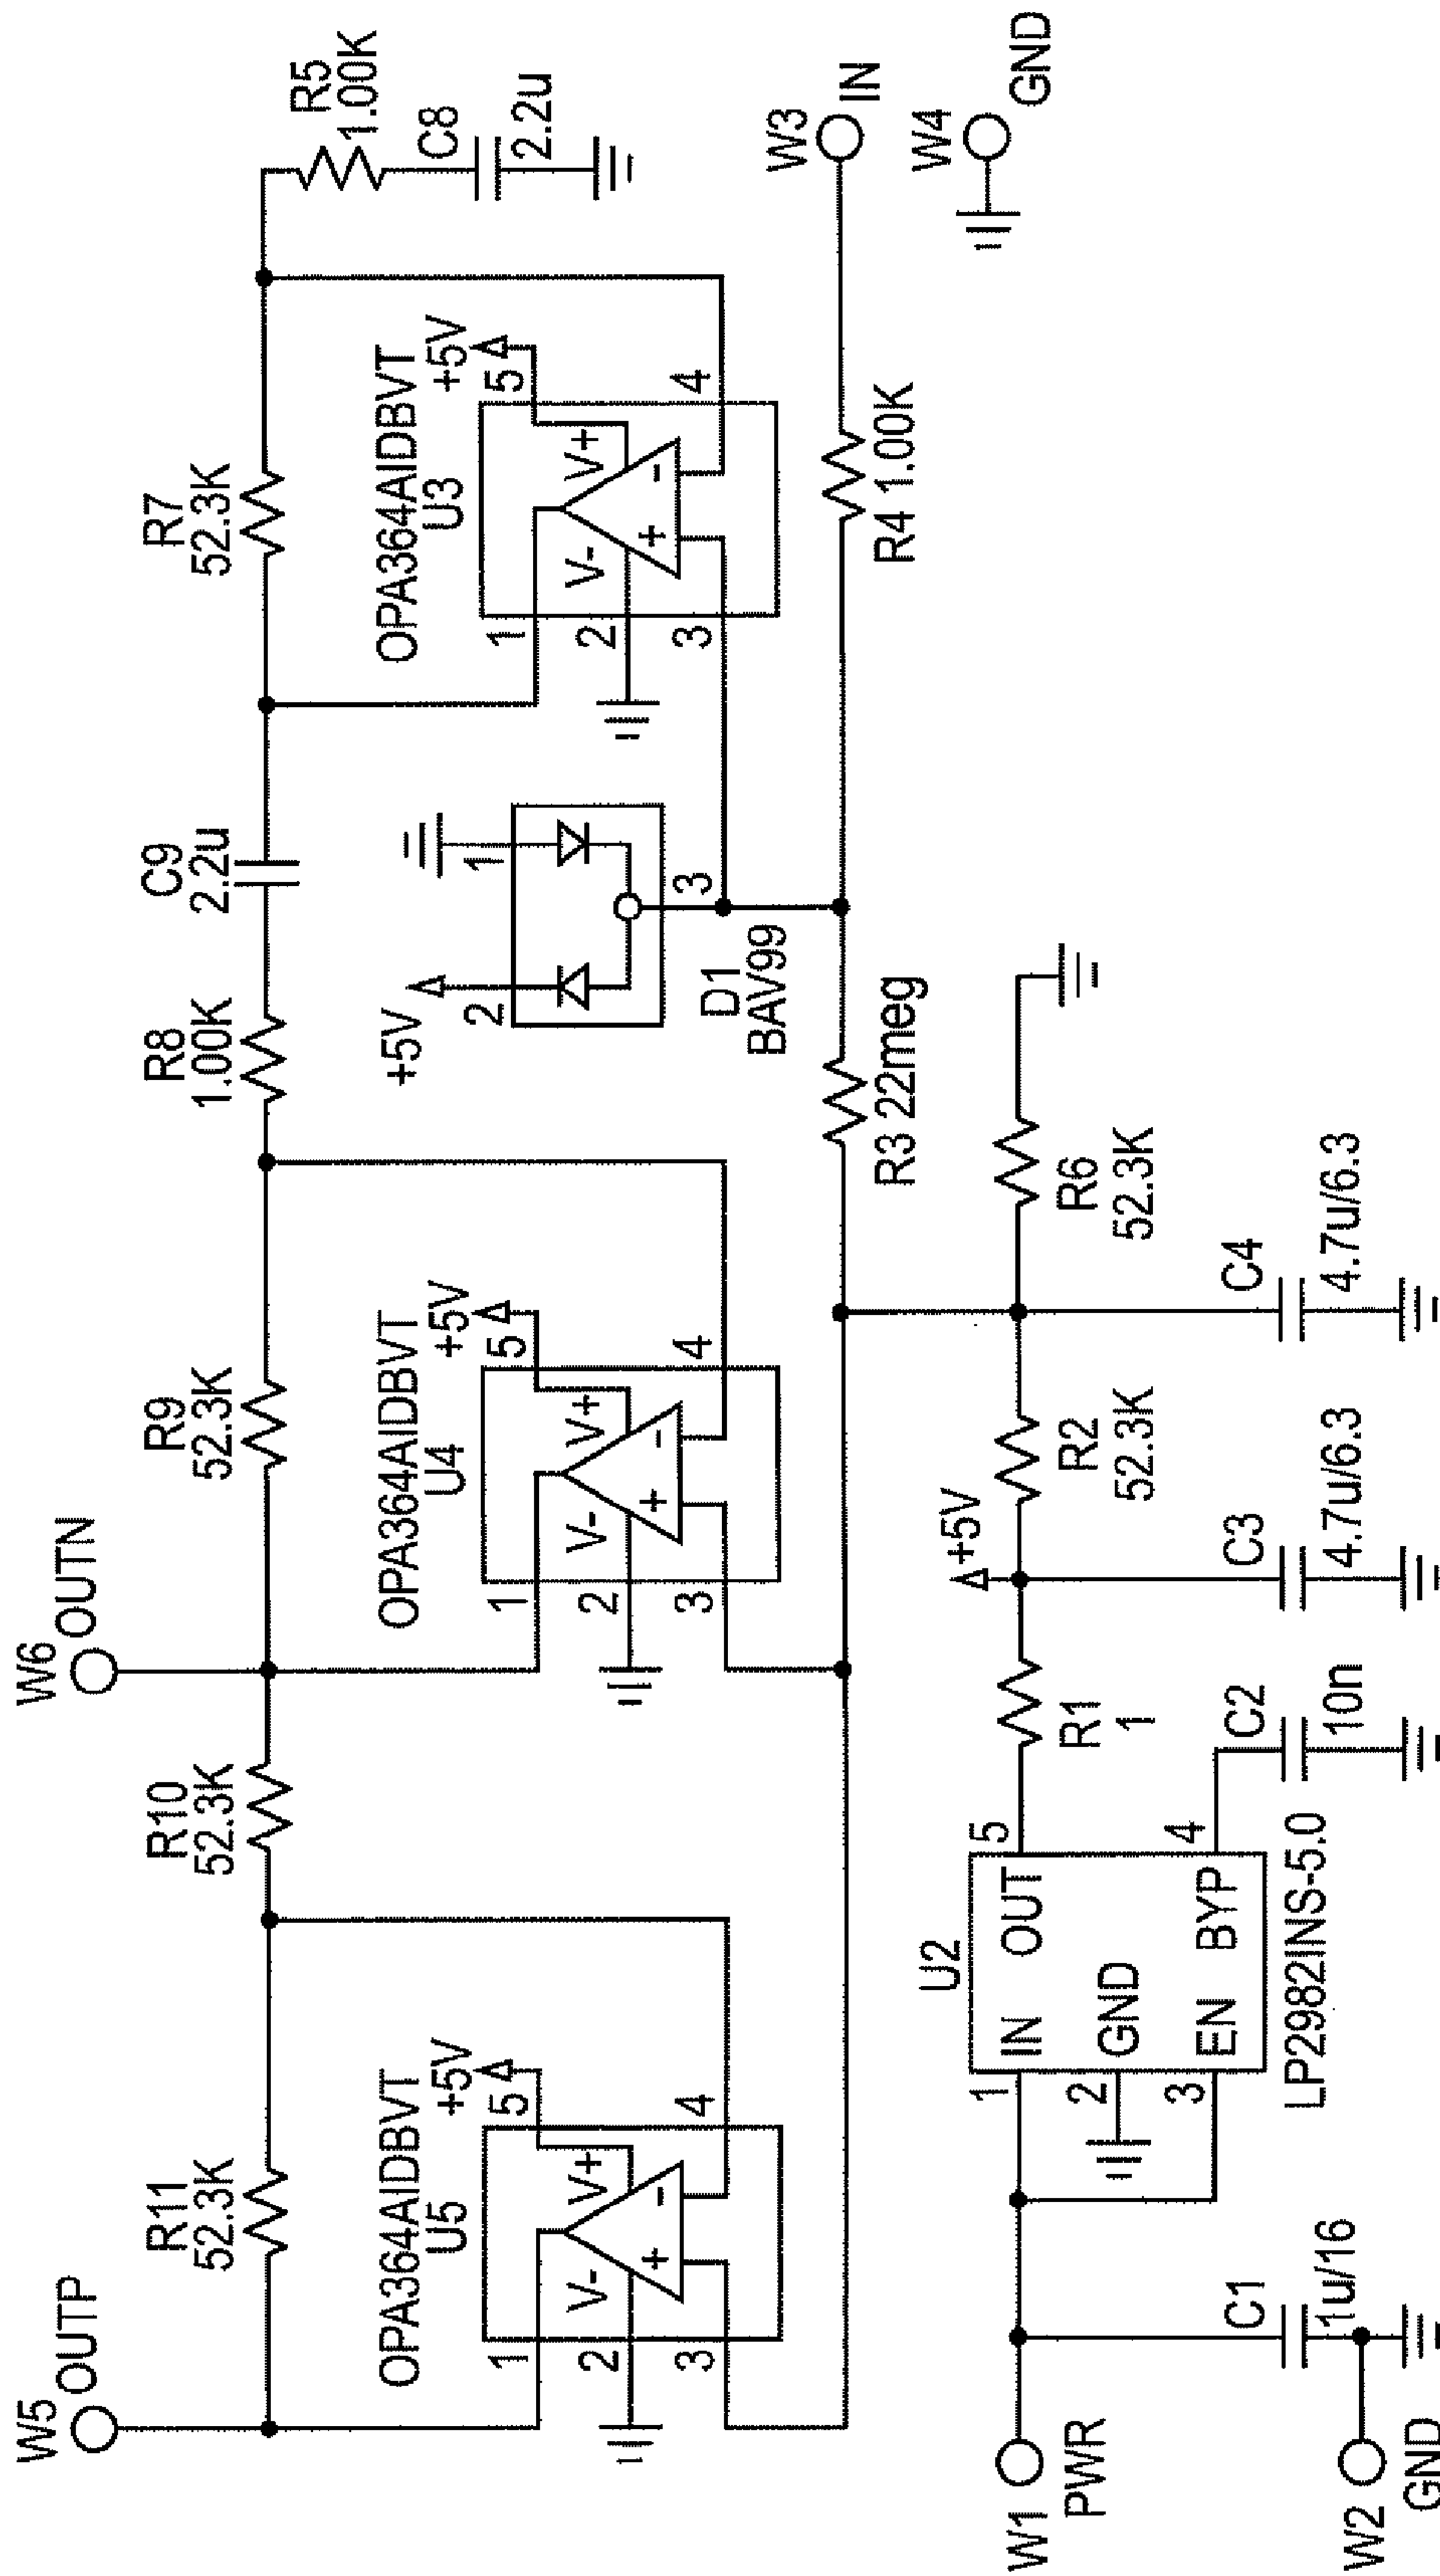 W5 OUTP
R11
52.3K
OPA364AIDBVT
U5
+5V
5
V+
V-
-
+
1
2
3
4
R10
52.3K
W6 OUTN
R9
52.3K
OPA364AIDBVT
U4
+5V
5
V+
V-
-
+
1
2
3
4
R8
1.00K
C9
2.2u
+5V
2
1
3
D1
BAV99
R7
52.3K
OPA364AIDBVT
U3
+5V
5
V+
V-
-
+
1
2
3
4
R5
1.00K
C8
2.2u
W3
IN
W4
GND
R4 1.00K
R3 22meg
W1
PWR
W2
GND
C1
1u/16
U2
1
2
3
IN
OUT
GND
EN
BYP
5
4
LP2982INS-5.0
R1
1
C2
10n
+5V
C3
4.7u/6.3
R2
52.3K
C4
4.7u/6.3
R6
52.3K